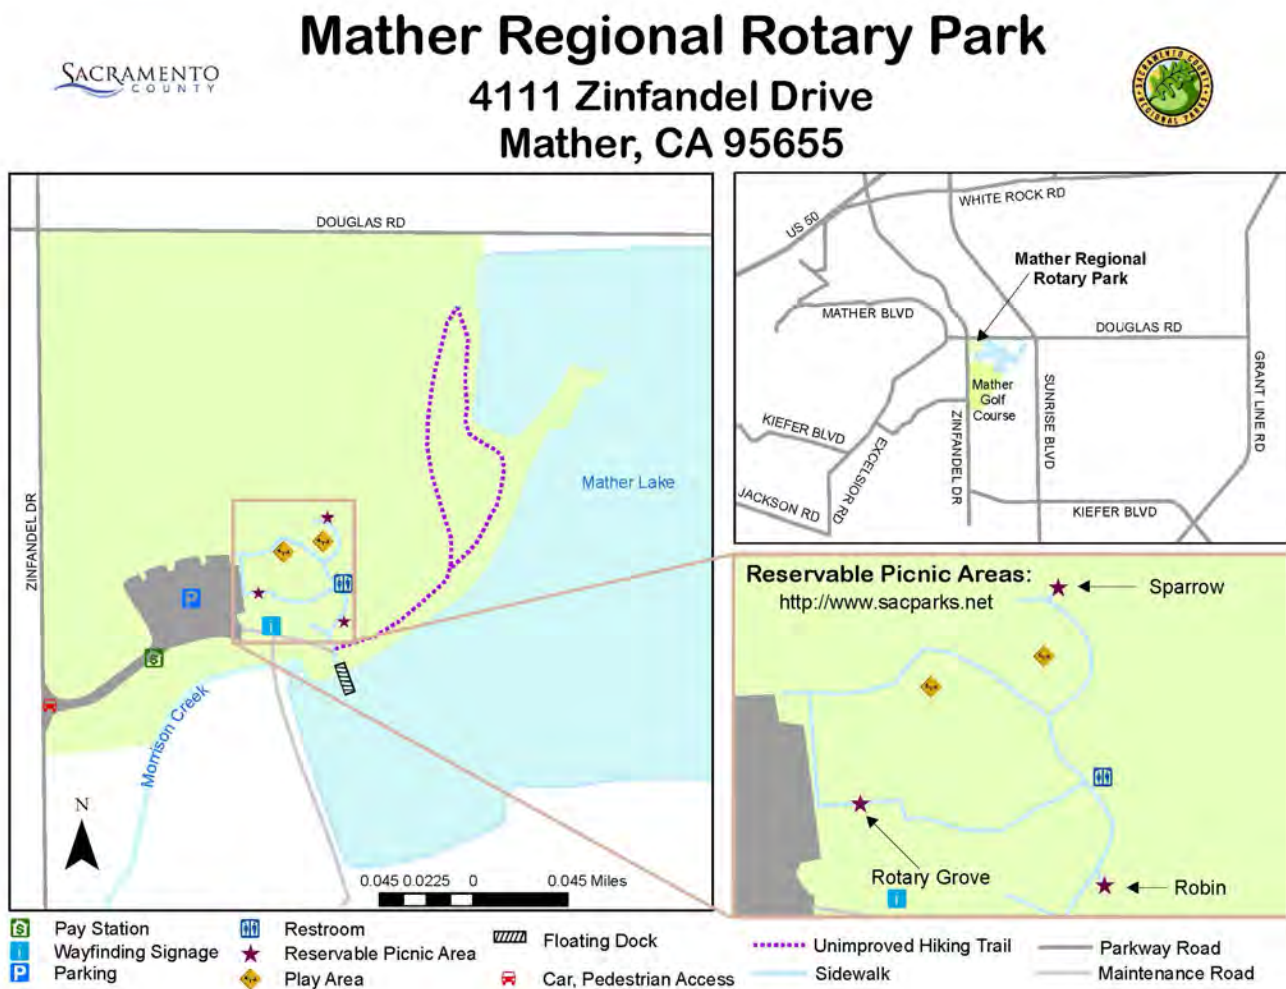 Mather Regional Rotary Park
4111 Zinfandel Drive
Mather, CA 95655
SACRAMENTO
COUNTY
SACRAMENTO COUNTY
REGIONAL PARKS
DOUGLAS RD
ZINFANDEL DR
Mather Lake
P
i
$
Morrison Creek
N
0.045 0.0225 0 0.045 Miles
US 50
WHITE ROCK RD
Mather Regional
Rotary Park
MATHER BLVD
DOUGLAS RD
Mather
Golf
Course
SUNRISE BLVD
GRANT LINE RD
ZINFANDEL DR
KIEFER BLVD
EXCELSIOR RD
JACKSON RD
KIEFER BLVD
Reservable Picnic Areas:
http://www.sacparks.net
Sparrow
Rotary Grove
Robin
i
$ Pay Station
i Wayfinding Signage
P Parking
Restroom
Reservable Picnic Area
Play Area
Floating Dock
Car, Pedestrian Access
Unimproved Hiking Trail
Sidewalk
Parkway Road
Maintenance Road